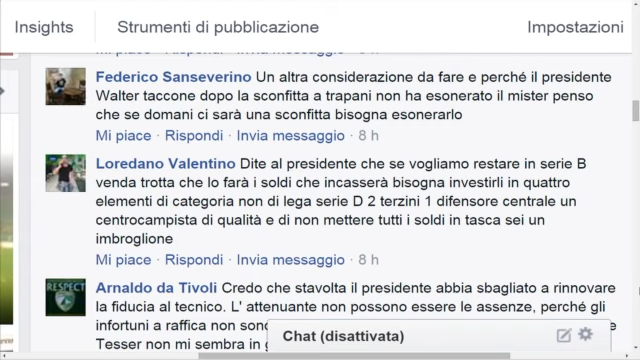 Insights Strumenti di pubblicazione Impostazioni
Mi piace · Rispondi · Invia messaggio · 8 h
Federico Sanseverino Un altra considerazione da fare e perché il presidente
Walter taccone dopo la sconfitta a trapani non ha esonerato il mister penso
che se domani ci sarà una sconfitta bisogna esonerarlo
Mi piace · Rispondi · Invia messaggio · 8 h
Loredano Valentino Dite al presidente che se vogliamo restare in serie B
venda trotta che lo farà i soldi che incasserà bisogna investirli in quattro
elementi di categoria non di lega serie D 2 terzini 1 difensore centrale un
centrocampista di qualità e di non mettere tutti i soldi in tasca sei un
imbroglione
Mi piace · Rispondi · Invia messaggio · 8 h
RESPECT
Arnaldo da Tivoli Credo che stavolta il presidente abbia sbagliato a rinnovare
la fiducia al tecnico. L' attenuante non possono essere le assenze, perché gli
infortuni a raffica non sono
Tesser non mi sembra in g
Chat (disattivata)